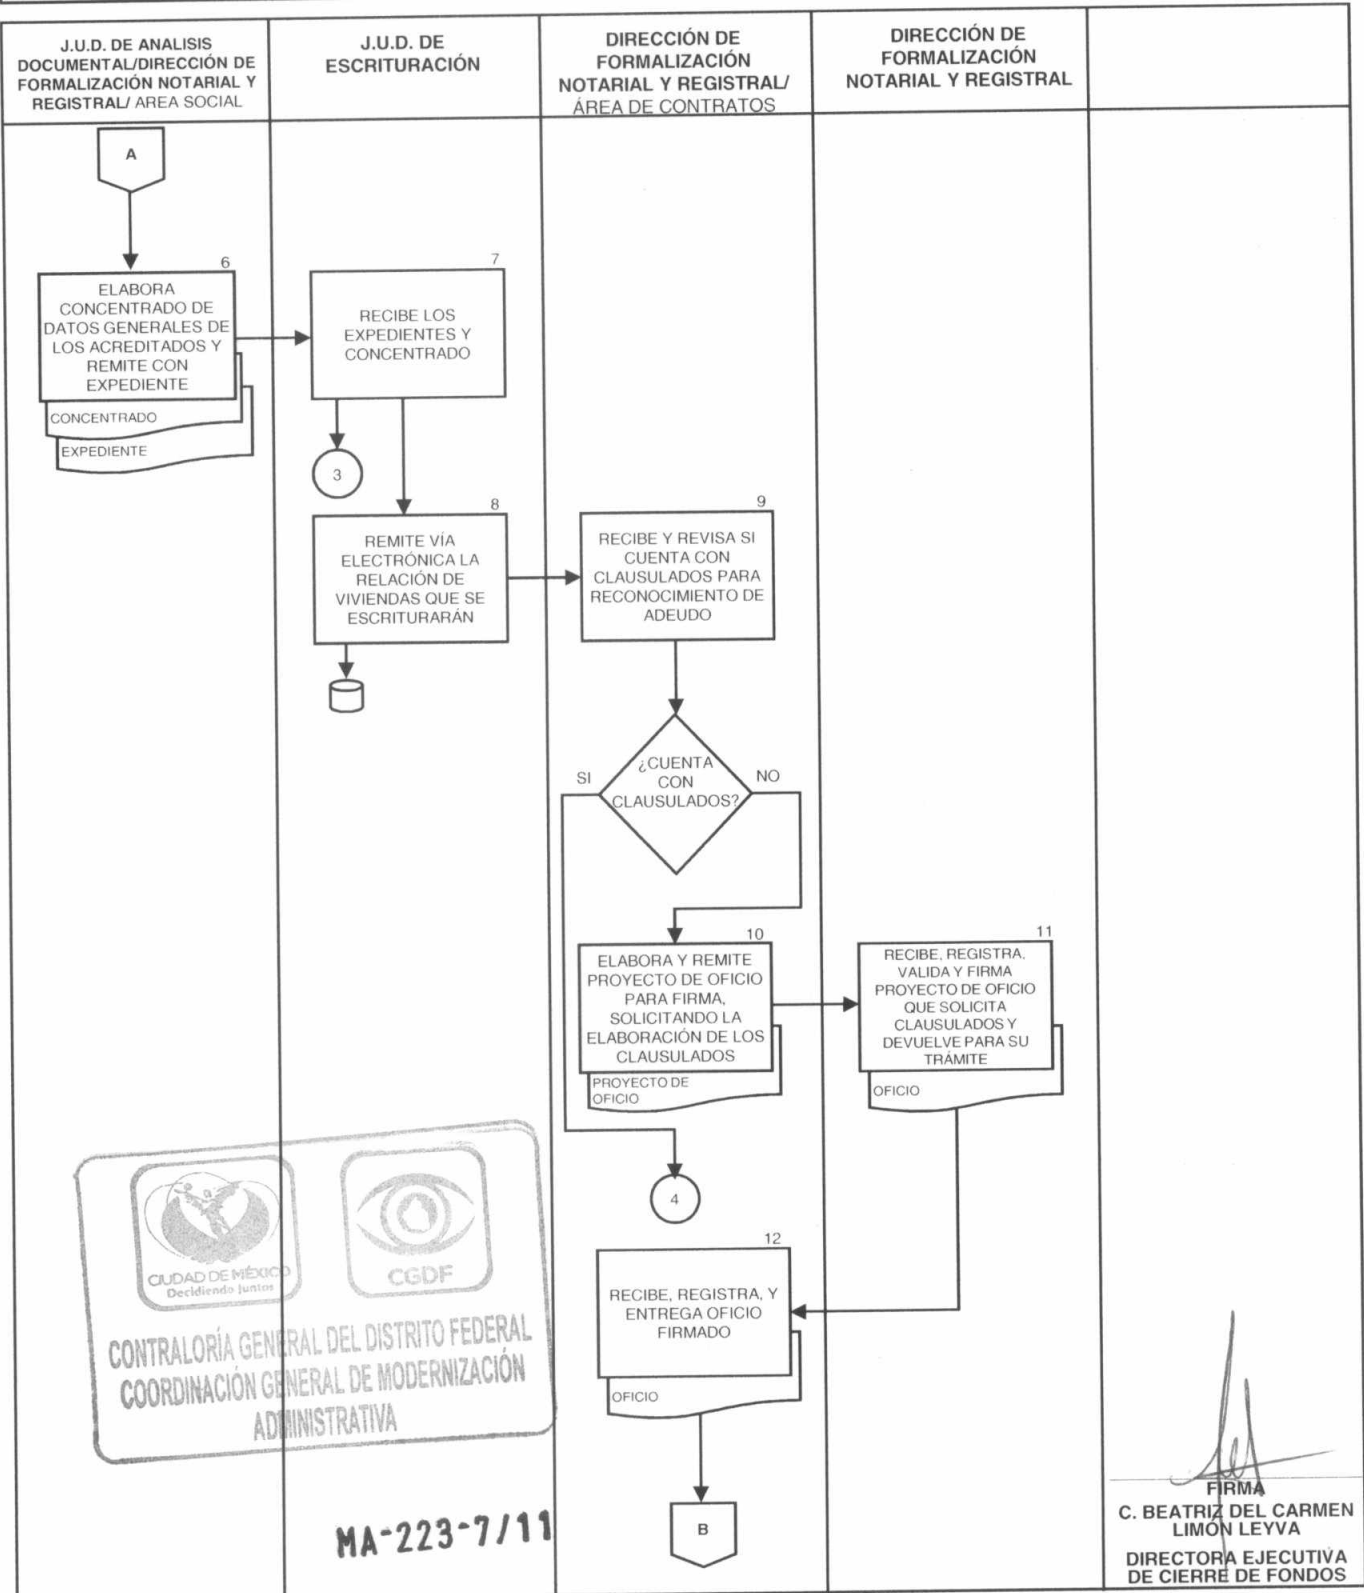 J.U.D. DE ANALISIS
DOCUMENTAL/DIRECCIÓN DE
FORMALIZACIÓN NOTARIAL Y
REGISTRAL/ AREA SOCIAL
J.U.D. DE
ESCRITURACIÓN
DIRECCIÓN DE
FORMALIZACIÓN
NOTARIAL Y REGISTRAL/
ÁREA DE CONTRATOS
DIRECCIÓN DE
FORMALIZACIÓN
NOTARIAL Y REGISTRAL
A
6
ELABORA
CONCENTRADO DE
DATOS GENERALES DE
LOS ACREDITADOS Y
REMITE CON
EXPEDIENTE
CONCENTRADO
EXPEDIENTE
7
RECIBE LOS
EXPEDIENTES Y
CONCENTRADO
3
8
REMITE VÍA
ELECTRÓNICA LA
RELACIÓN DE
VIVIENDAS QUE SE
ESCRITURARÁN
9
RECIBE Y REVISA SI
CUENTA CON
CLAUSULADOS PARA
RECONOCIMIENTO DE
ADEUDO
SI
¿CUENTA
CON
CLAUSULADOS?
NO
10
ELABORA Y REMITE
PROYECTO DE OFICIO
PARA FIRMA,
SOLICITANDO LA
ELABORACIÓN DE LOS
CLAUSULADOS
PROYECTO DE
OFICIO
11
RECIBE, REGISTRA,
VALIDA Y FIRMA
PROYECTO DE OFICIO
QUE SOLICITA
CLAUSULADOS Y
DEVUELVE PARA SU
TRÁMITE
OFICIO
4
12
RECIBE, REGISTRA, Y
ENTREGA OFICIO
FIRMADO
OFICIO
B
CIUDAD DE MÉXICO
Decidiendo Juntos
CGDF
CONTRALORÍA GENERAL DEL DISTRITO FEDERAL
COORDINACIÓN GENERAL DE MODERNIZACIÓN
ADMINISTRATIVA
MA-223-7/11
FIRMA
C. BEATRIZ DEL CARMEN
LIMÓN LEYVA
DIRECTORA EJECUTIVA
DE CIERRE DE FONDOS